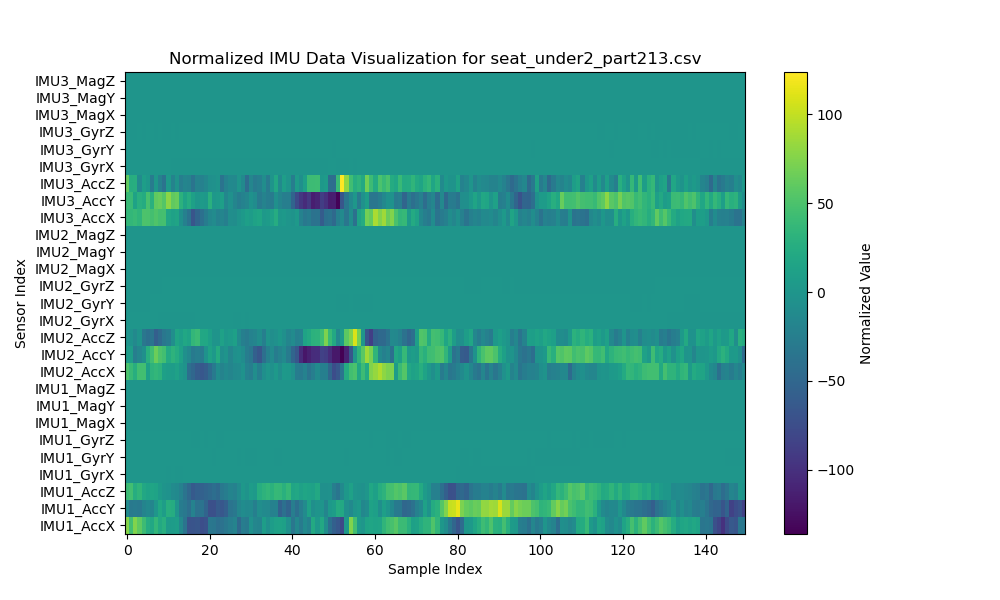 Normalized IMU Data Visualization for seat_under2_part213.csv
IMU3_MagZ
IMU3_MagY
IMU3_MagX
IMU3_GyrZ
IMU3_GyrY
IMU3_GyrX
IMU3_AccZ
IMU3_AccY
IMU3_AccX
IMU2_MagZ
IMU2_MagY
IMU2_MagX
IMU2_GyrZ
IMU2_GyrY
IMU2_GyrX
IMU2_AccZ
IMU2_AccY
IMU2_AccX
IMU1_MagZ
IMU1_MagY
IMU1_MagX
IMU1_GyrZ
IMU1_GyrY
IMU1_GyrX
IMU1_AccZ
IMU1_AccY
IMU1_AccX
Sensor Index
0 20 40 60 80 100 120 140
Sample Index
100
50
0
−50
−100
Normalized Value